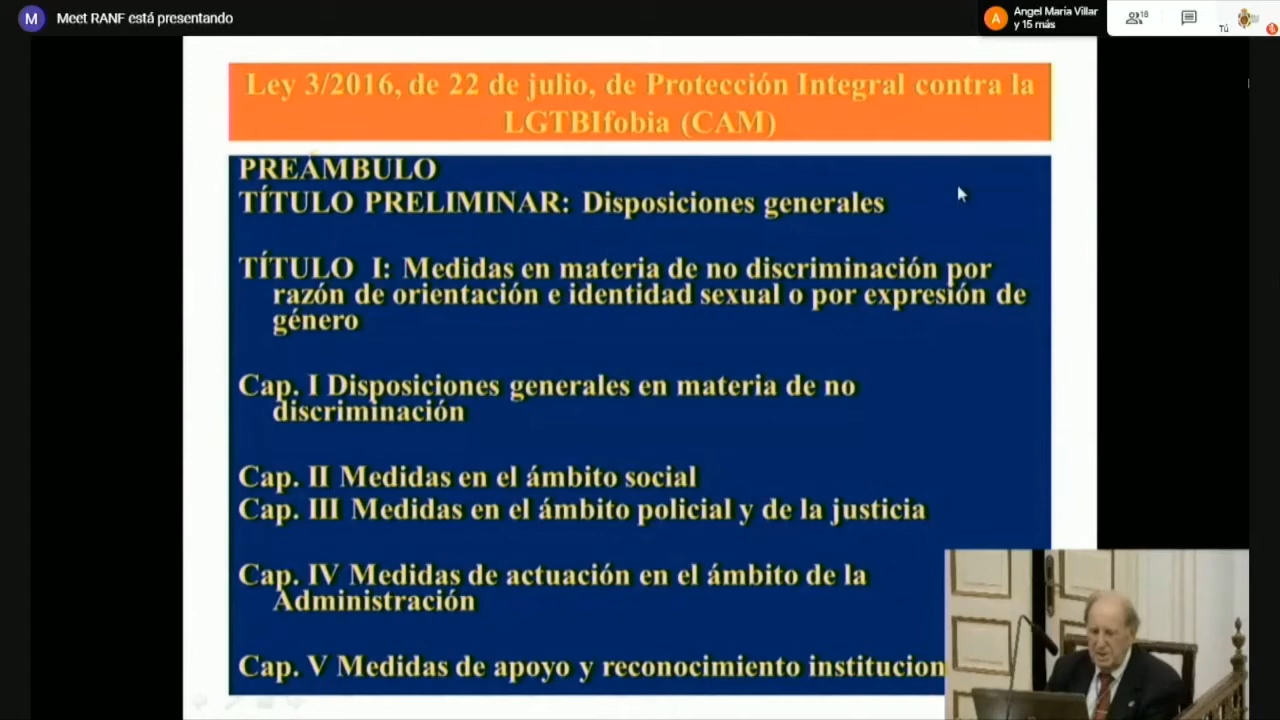 M Meet RANF está presentando
A Angel María Villar
y 15 más
18
Tú
Ley 3/2016, de 22 de julio, de Protección Integral contra la
LGTBIfobia (CAM)
PREÁMBULO
TÍTULO PRELIMINAR: Disposiciones generales
TÍTULO I: Medidas en materia de no discriminación por
razón de orientación e identidad sexual o por expresión de
género
Cap. I Disposiciones generales en materia de no
discriminación
Cap. II Medidas en el ámbito social
Cap. III Medidas en el ámbito policial y de la justicia
Cap. IV Medidas de actuación en el ámbito de la
Administración
Cap. V Medidas de apoyo y reconocimiento institucion